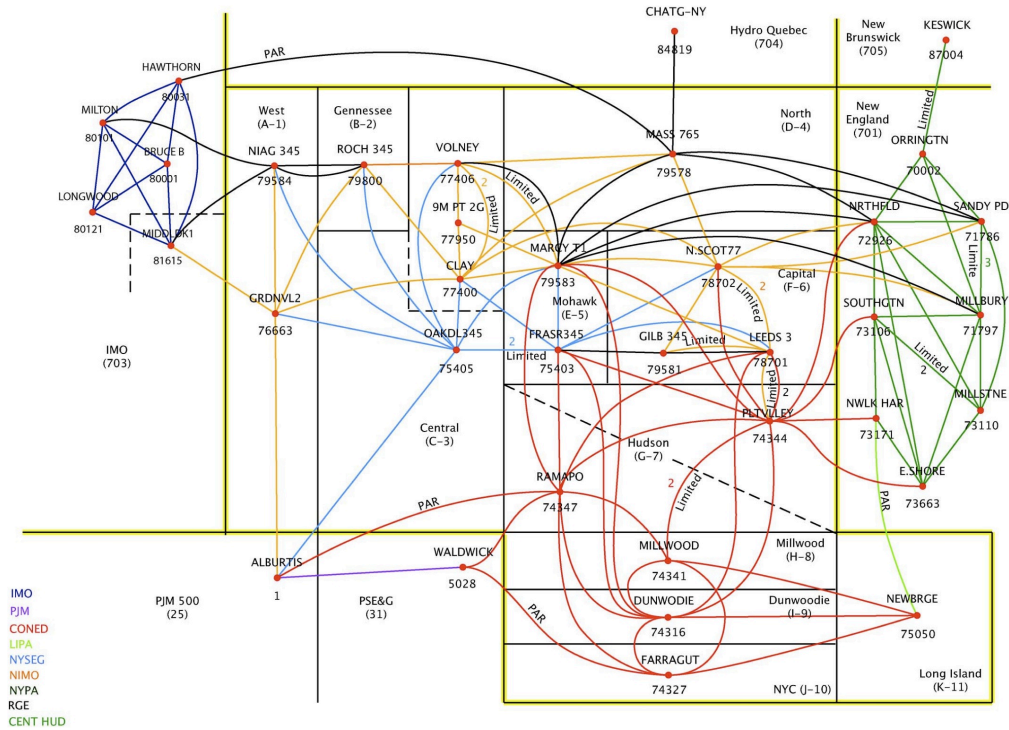 CHATG-NY
84819
Hydro Quebec
(704)
New
Brunswick
(705)
KESWICK
87004
PAR
HAWTHORN
80031
MILTON
80101
BRUCE B
80001
LONGWOOD
80121
MIDDLBK1
81615
IMO
(703)
West
(A-1)
Gennessee
(B-2)
North
(D-4)
New
England
(701)
Limited
ORRINGTN
70002
NIAG 345
79584
ROCH 345
79800
VOLNEY
77406
MASS 765
79578
2
Limited
Limited
9M PT 2G
77950
CLAY
77400
MARCY T1
79583
N.SCOT77
78702
NRTHFLD
72926
SANDY PD
71786
Limite
3
Mohawk
(E-5)
Capital
(F-6)
2
Limited
SOUTHGTN
73106
MILLBURY
71797
GRDNVL2
76663
OAKDL345
75405
2
Limited
FRASR345
75403
GILB 345
79581
Limited
LEEDS 3
78701
Limited
2
Limited
2
MILLSTNE
73110
PLTVLLEY
74344
NWLK HAR
73171
Central
(C-3)
Hudson
(G-7)
E.SHORE
73663
RAMAPO
74347
2
Limited
PAR
PAR
ALBURTIS
1
WALDWICK
5028
PAR
MILLWOOD
74341
Millwood
(H-8)
DUNWODIE
74316
Dunwoodie
(I-9)
NEWBRGE
75050
FARRAGUT
74327
NYC (J-10)
Long Island
(K-11)
PJM 500
(25)
PSE&G
(31)
IMO
PJM
CONED
LIPA
NYSEG
NIMO
NYPA
RGE
CENT HUD